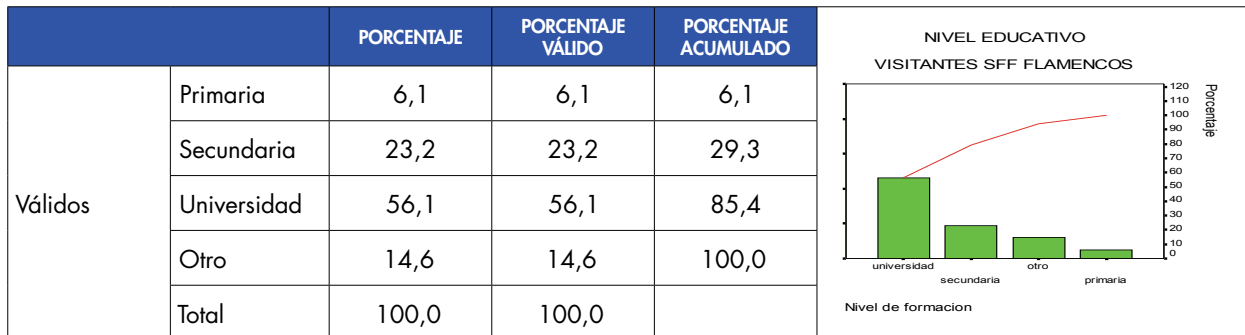 PORCENTAJE PORCENTAJE VÁLIDO PORCENTAJE ACUMULADO
Válidos
Primaria 6,1 6,1 6,1
Secundaria 23,2 23,2 29,3
Universidad 56,1 56,1 85,4
Otro 14,6 14,6 100,0
Total 100,0 100,0
NIVEL EDUCATIVO
VISITANTES SFF FLAMENCOS
120
110
100
90
80
70
60
50
40
30
20
10
0
Porcentaje
universidad
secundaria
otro
primaria
Nivel de formacion